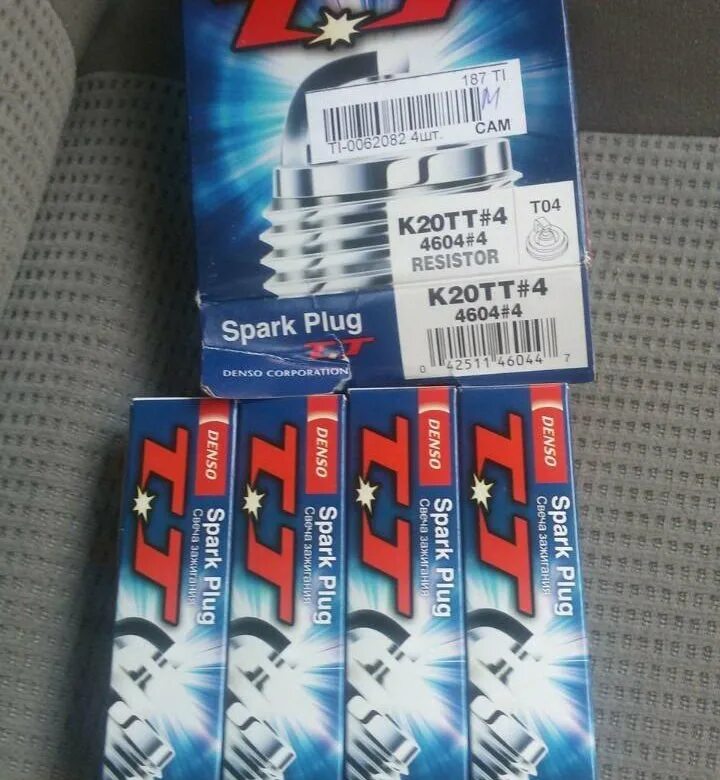 TT
187 TI
TI-0062082 4шт.
CAM
K20TT#4
4604#4
RESISTOR
T04
K20TT#4
4604#4
0 42511 46044 7
Spark Plug
TT
DENSO CORPORATION
DENSO
TT
Spark Plug
Свеча зажигания
DENSO
TT
Spark Plug
Свеча зажигания
DENSO
TT
Spark Plug
Свеча зажигания
DENSO
TT
Spark Plug
Свеча зажигания